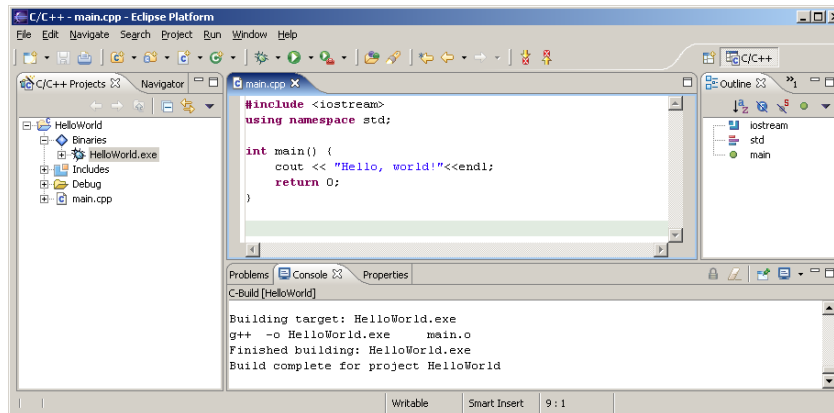 C/C++ - main.cpp - Eclipse Platform
File Edit Navigate Search Project Run Window Help
C/C++
C/C++ Projects Navigator
HelloWorld
Binaries
HelloWorld.exe
Includes
Debug
main.cpp
main.cpp
#include <iostream>
using namespace std;
int main() {
cout << "Hello, world!"<<endl;
return 0;
}
Outline »1
iostream
std
main
Problems Console Properties
C-Build [HelloWorld]
Building target: HelloWorld.exe
g++ -o HelloWorld.exe main.o
Finished building: HelloWorld.exe
Build complete for project HelloWorld
Writable Smart Insert 9 : 1